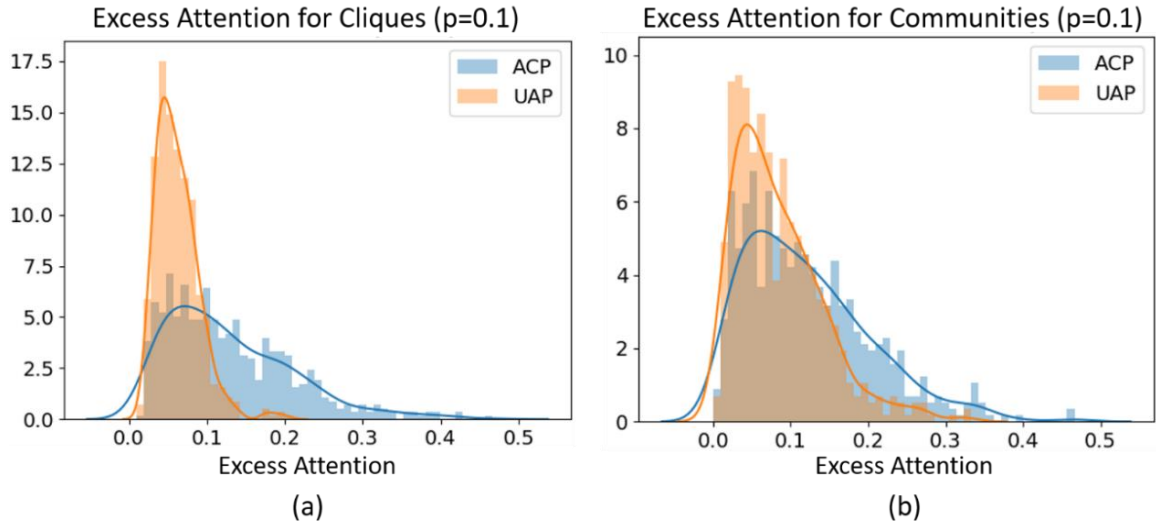 Excess Attention for Cliques (p=0.1)
17.5
15.0
12.5
10.0
7.5
5.0
2.5
0.0
ACP
UAP
0.0 0.1 0.2 0.3 0.4 0.5
Excess Attention
(a)
Excess Attention for Communities (p=0.1)
10
8
6
4
2
0
ACP
UAP
0.0 0.1 0.2 0.3 0.4 0.5
Excess Attention
(b)